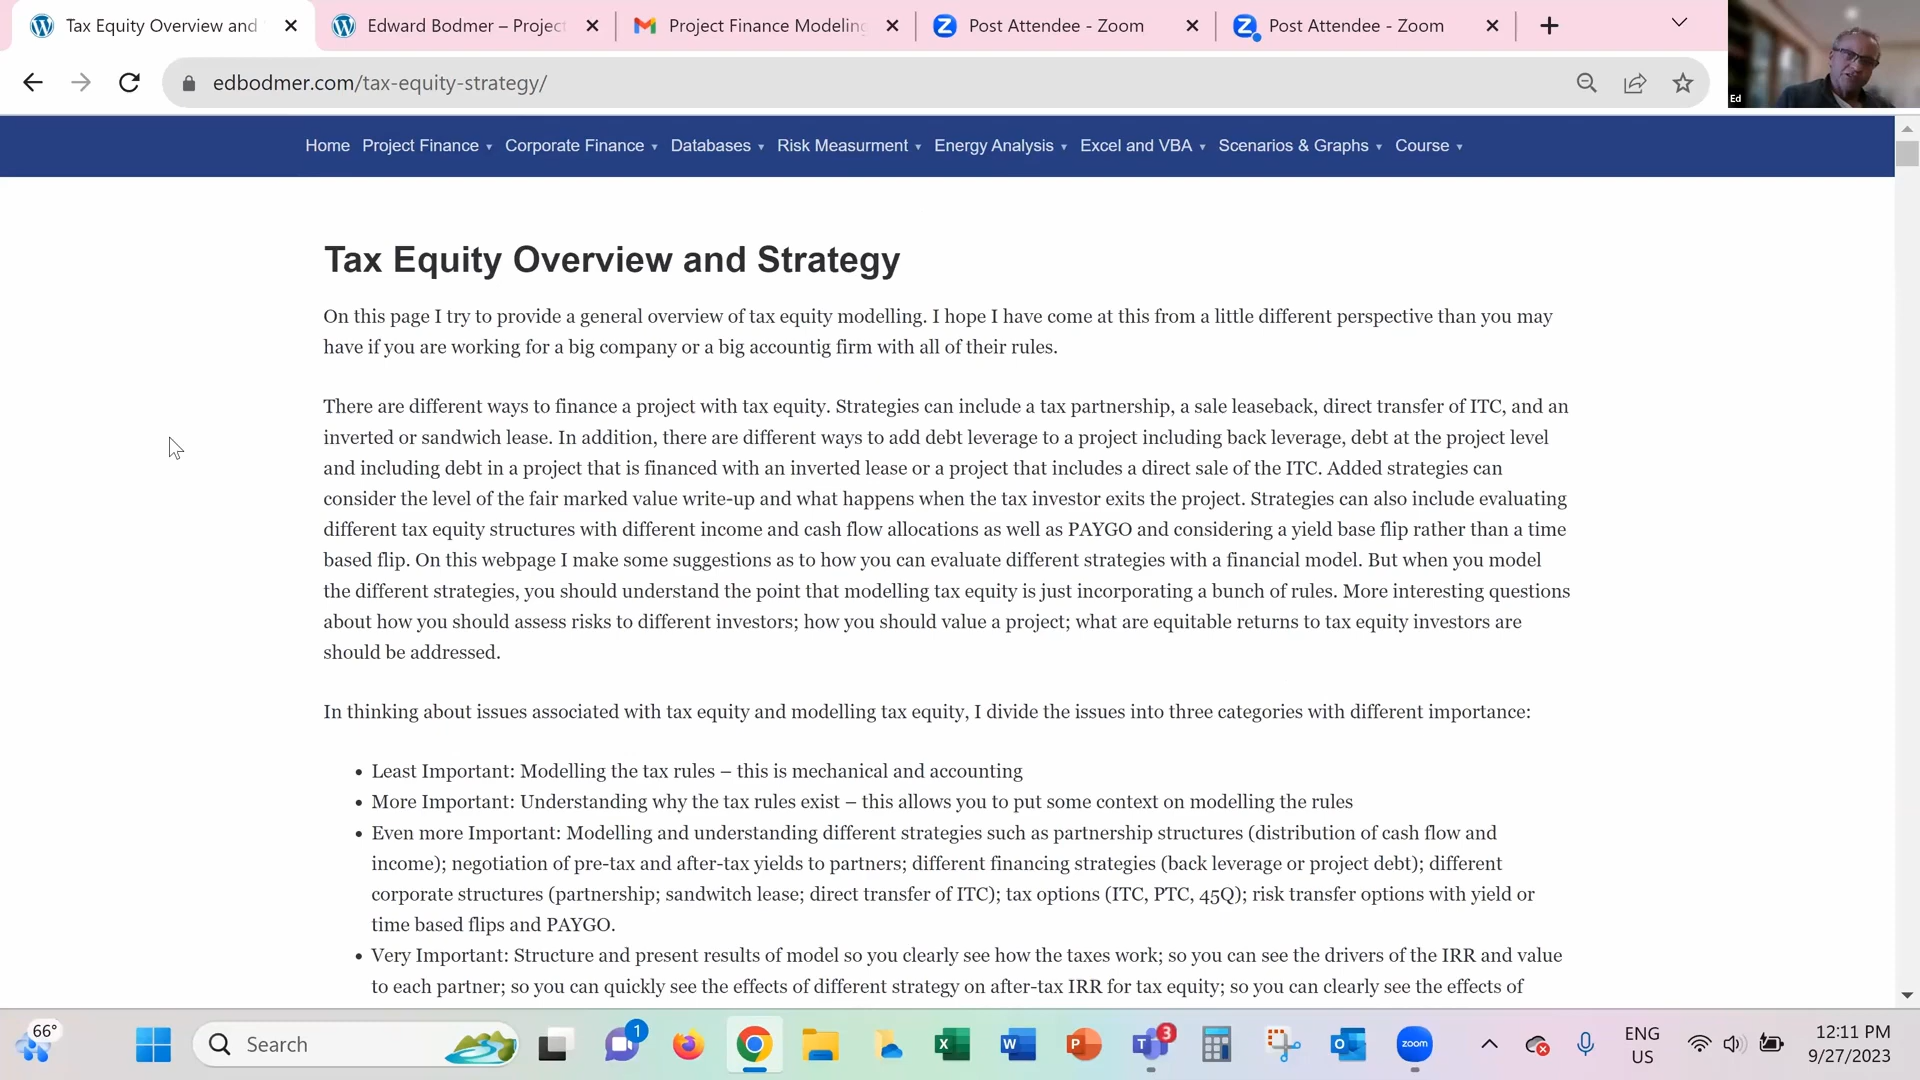 Tax Equity Overview and
Edward Bodmer – Project
Project Finance Modeling
Post Attendee - Zoom
Post Attendee - Zoom
edbodmer.com/tax-equity-strategy/
Ed
Home Project Finance Corporate Finance Databases Risk Measurment Energy Analysis Excel and VBA Scenarios & Graphs Course
Tax Equity Overview and Strategy
On this page I try to provide a general overview of tax equity modelling. I hope I have come at this from a little different perspective than you may
have if you are working for a big company or a big accountig firm with all of their rules.
There are different ways to finance a project with tax equity. Strategies can include a tax partnership, a sale leaseback, direct transfer of ITC, and an
inverted or sandwich lease. In addition, there are different ways to add debt leverage to a project including back leverage, debt at the project level
and including debt in a project that is financed with an inverted lease or a project that includes a direct sale of the ITC. Added strategies can
consider the level of the fair marked value write-up and what happens when the tax investor exits the project. Strategies can also include evaluating
different tax equity structures with different income and cash flow allocations as well as PAYGO and considering a yield base flip rather than a time
based flip. On this webpage I make some suggestions as to how you can evaluate different strategies with a financial model. But when you model
the different strategies, you should understand the point that modelling tax equity is just incorporating a bunch of rules. More interesting questions
about how you should assess risks to different investors; how you should value a project; what are equitable returns to tax equity investors are
should be addressed.
In thinking about issues associated with tax equity and modelling tax equity, I divide the issues into three categories with different importance:
• Least Important: Modelling the tax rules – this is mechanical and accounting
• More Important: Understanding why the tax rules exist – this allows you to put some context on modelling the rules
• Even more Important: Modelling and understanding different strategies such as partnership structures (distribution of cash flow and
income); negotiation of pre-tax and after-tax yields to partners; different financing strategies (back leverage or project debt); different
corporate structures (partnership; sandwitch lease; direct transfer of ITC); tax options (ITC, PTC, 45Q); risk transfer options with yield or
time based flips and PAYGO.
• Very Important: Structure and present results of model so you clearly see how the taxes work; so you can see the drivers of the IRR and value
to each partner; so you can quickly see the effects of different strategy on after-tax IRR for tax equity; so you can clearly see the effects of
66°
Search
1
3
zoom
ENG
US
12:11 PM
9/27/2023